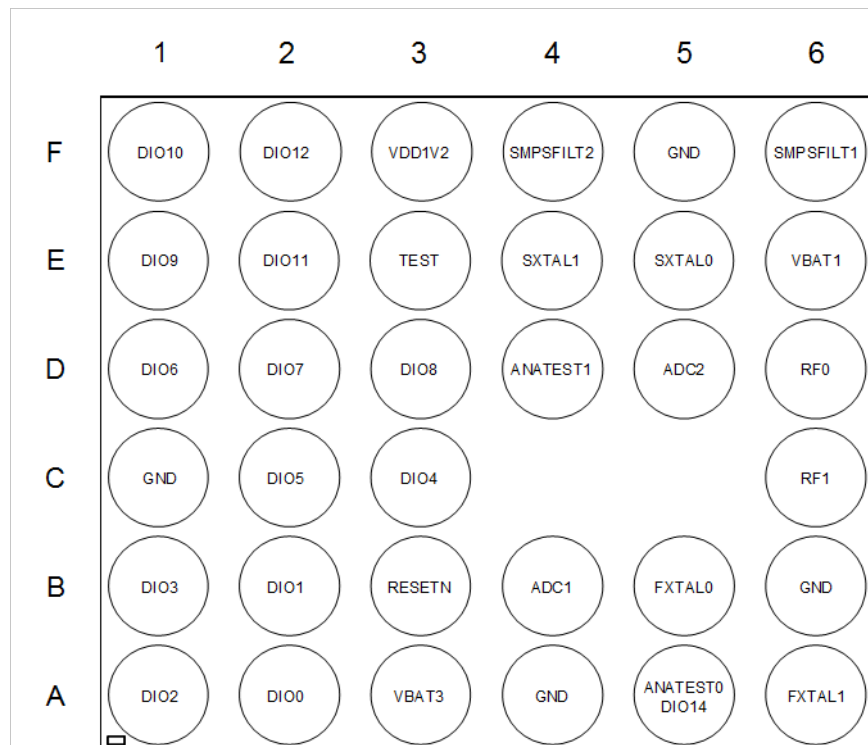 1 2 3 4 5 6
F DIO10 DIO12 VDD1V2 SMPSFILT2 GND SMPSFILT1
E DIO9 DIO11 TEST SXTAL1 SXTAL0 VBAT1
D DIO6 DIO7 DIO8 ANATEST1 ADC2 RF0
C GND DIO5 DIO4 RF1
B DIO3 DIO1 RESETN ADC1 FXTAL0 GND
A DIO2 DIO0 VBAT3 GND ANATEST0 DIO14 FXTAL1